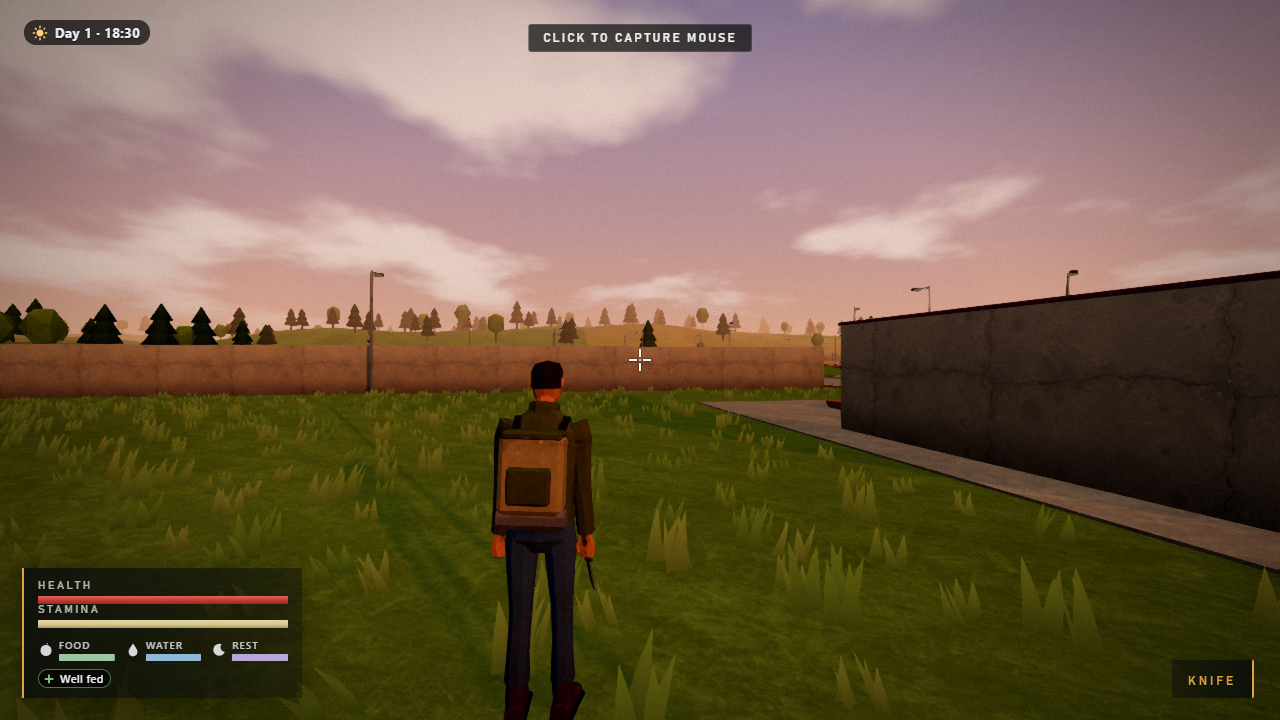 Day 1 - 18:30
CLICK TO CAPTURE MOUSE
HEALTH
STAMINA
FOOD
WATER
REST
+ Well fed
KNIFE